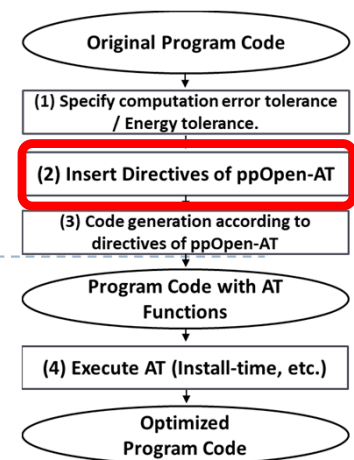 Original Program Code
(1) Specify computation error tolerance
/ Energy tolerance.
(2) Insert Directives of ppOpen-AT
(3) Code generation according to
directives of ppOpen-AT
Program Code with AT
Functions
(4) Execute AT (Install-time, etc.)
Optimized
Program Code